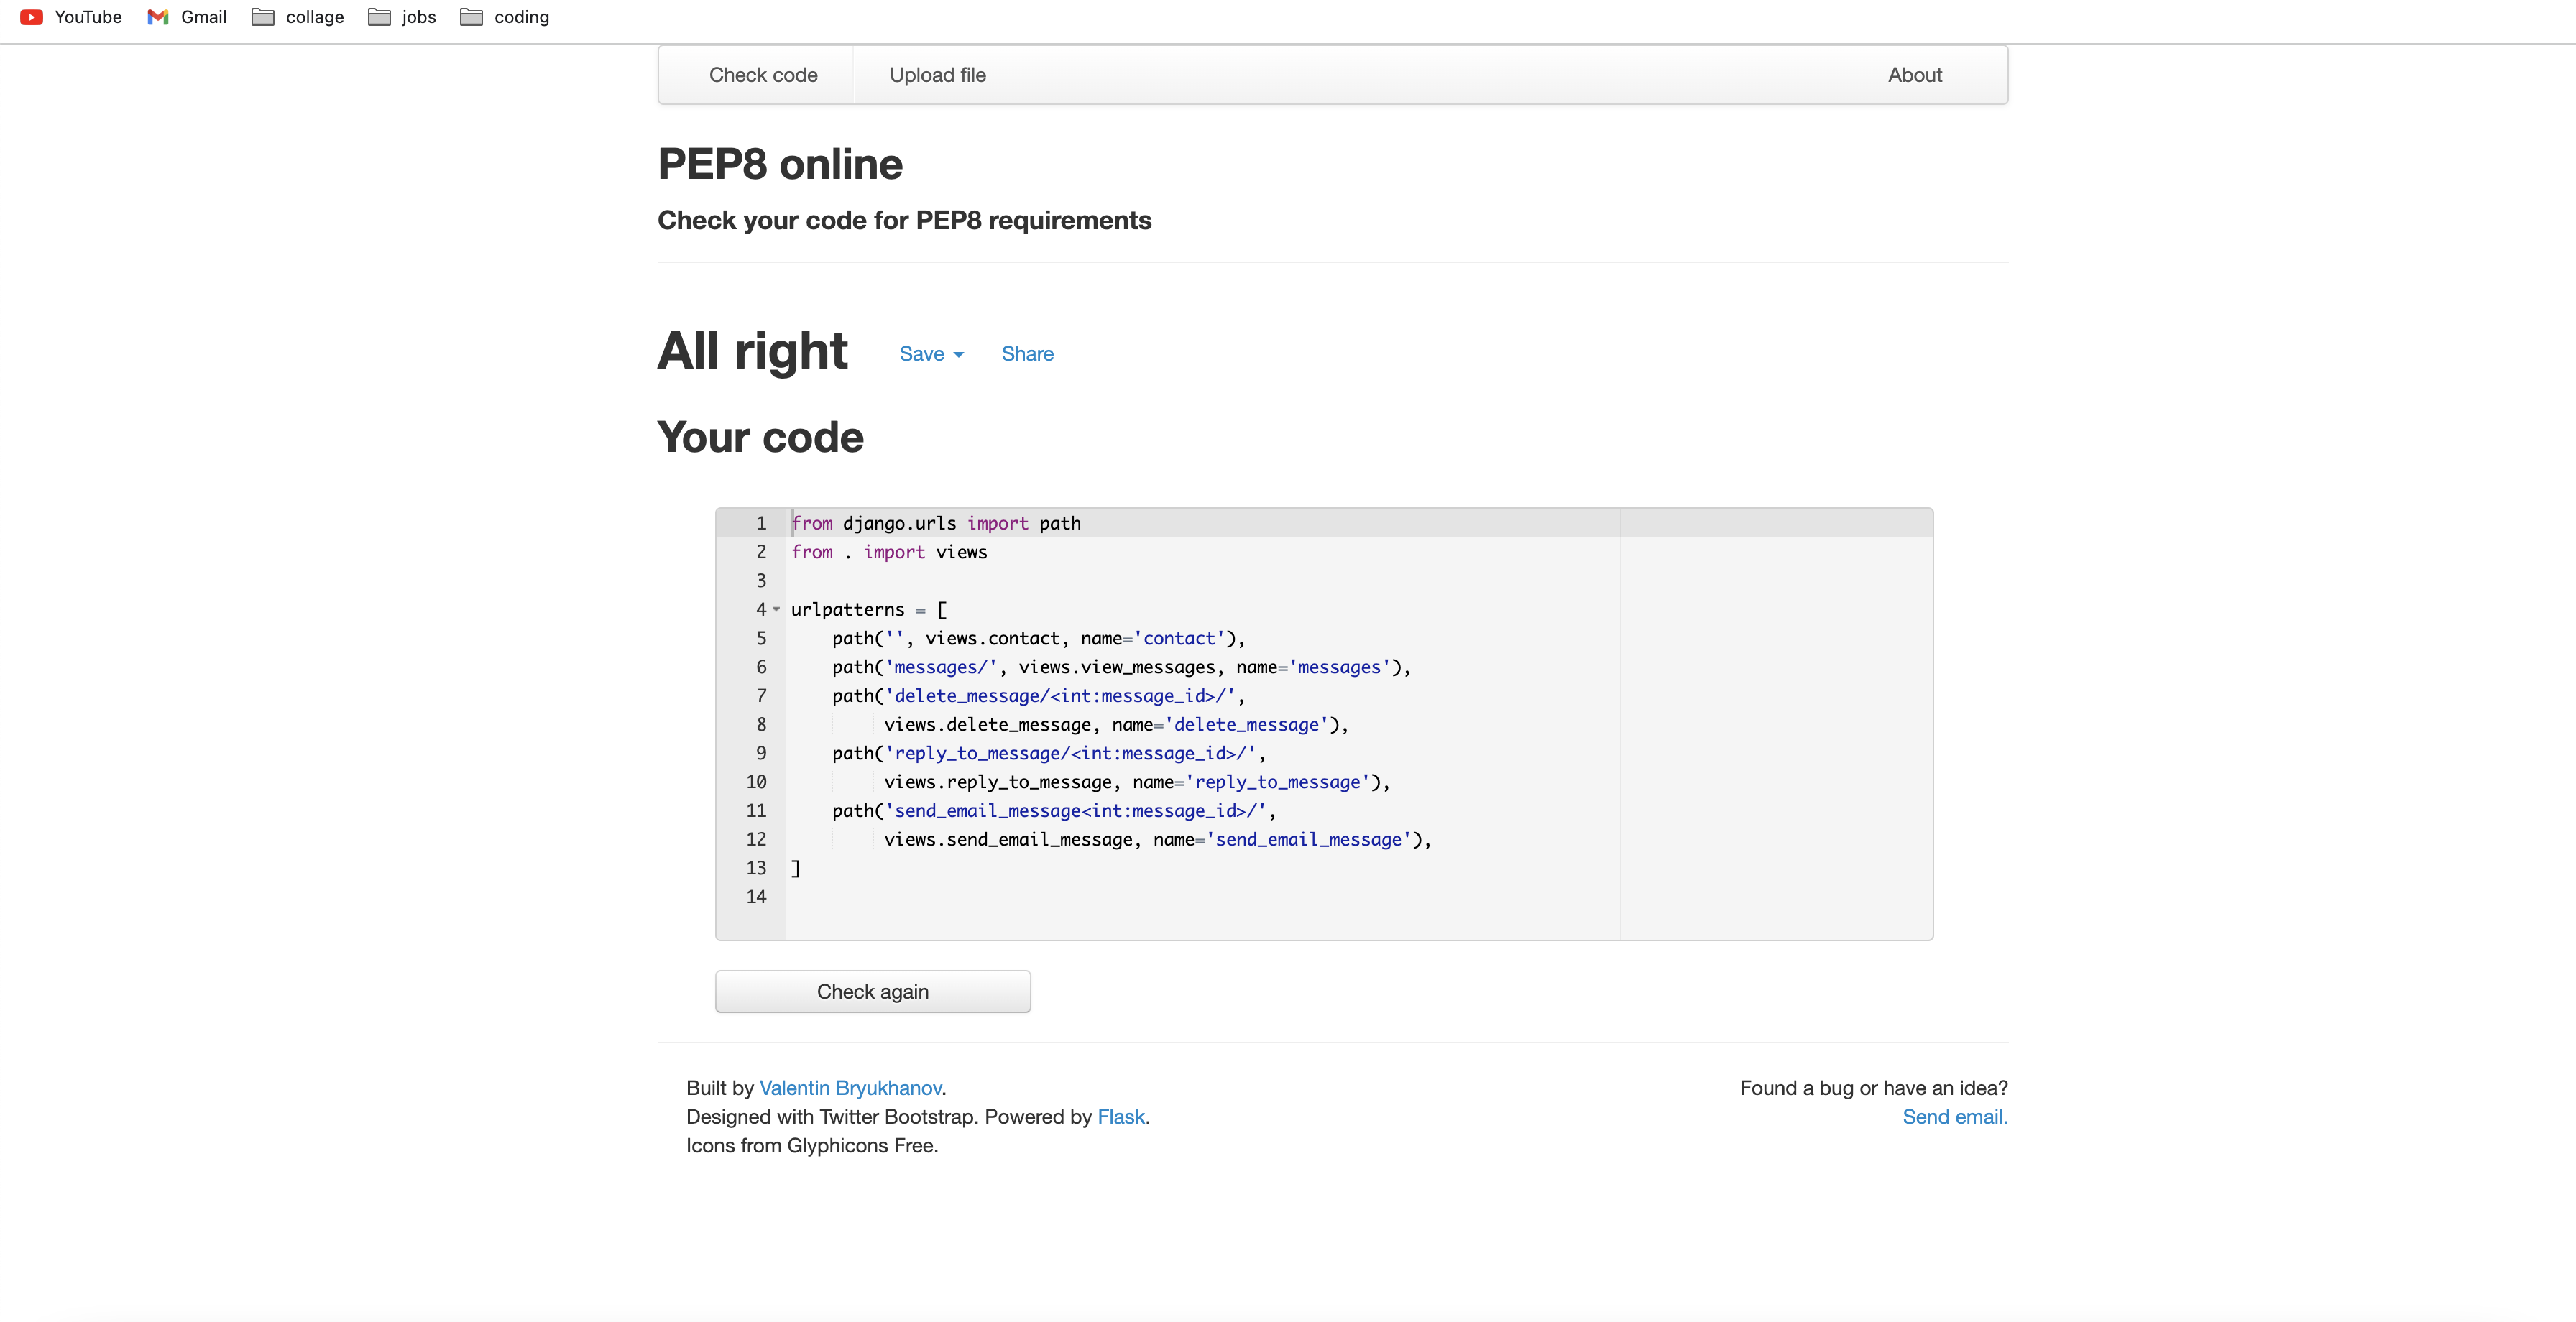 YouTube Gmail collage jobs coding
Check code Upload file About
PEP8 online
Check your code for PEP8 requirements
All right Save Share
Your code
1 from django.urls import path
2 from . import views
3
4 urlpatterns = [
5     path('', views.contact, name='contact'),
6     path('messages/', views.view_messages, name='messages'),
7     path('delete_message/<int:message_id>/',
8          views.delete_message, name='delete_message'),
9     path('reply_to_message/<int:message_id>/',
10          views.reply_to_message, name='reply_to_message'),
11     path('send_email_message<int:message_id>/',
12          views.send_email_message, name='send_email_message'),
13 ]
14
Check again
Built by Valentin Bryukhanov.
Designed with Twitter Bootstrap. Powered by Flask.
Icons from Glyphicons Free.
Found a bug or have an idea?
Send email.